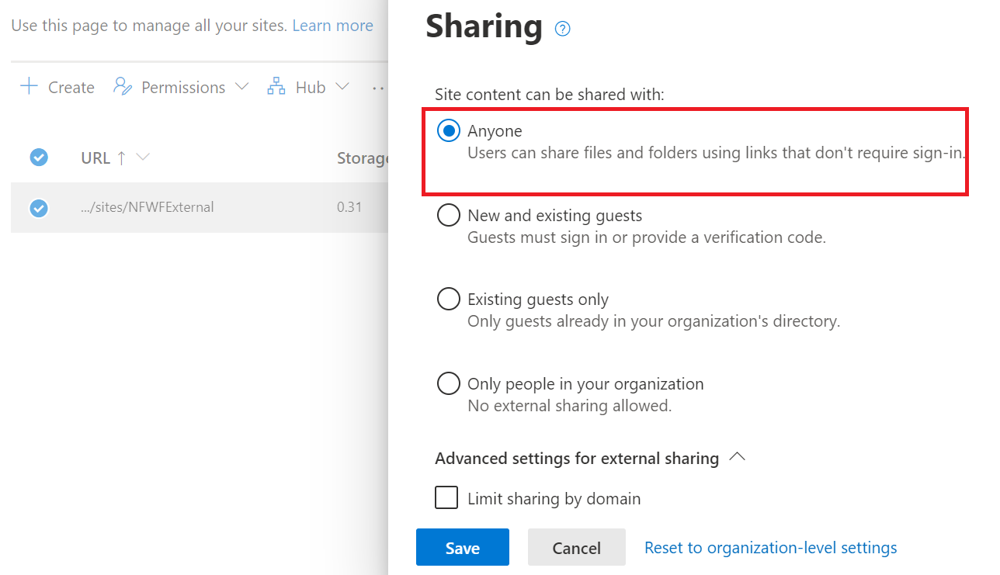 Use this page to manage all your sites. Learn more
Create Permissions Hub ..
URL ↑ Storage
.../sites/NFWFExternal 0.31
Sharing ?
Site content can be shared with:
Anyone
Users can share files and folders using links that don't require sign-in.
New and existing guests
Guests must sign in or provide a verification code.
Existing guests only
Only guests already in your organization's directory.
Only people in your organization
No external sharing allowed.
Advanced settings for external sharing
Limit sharing by domain
Save Cancel Reset to organization-level settings